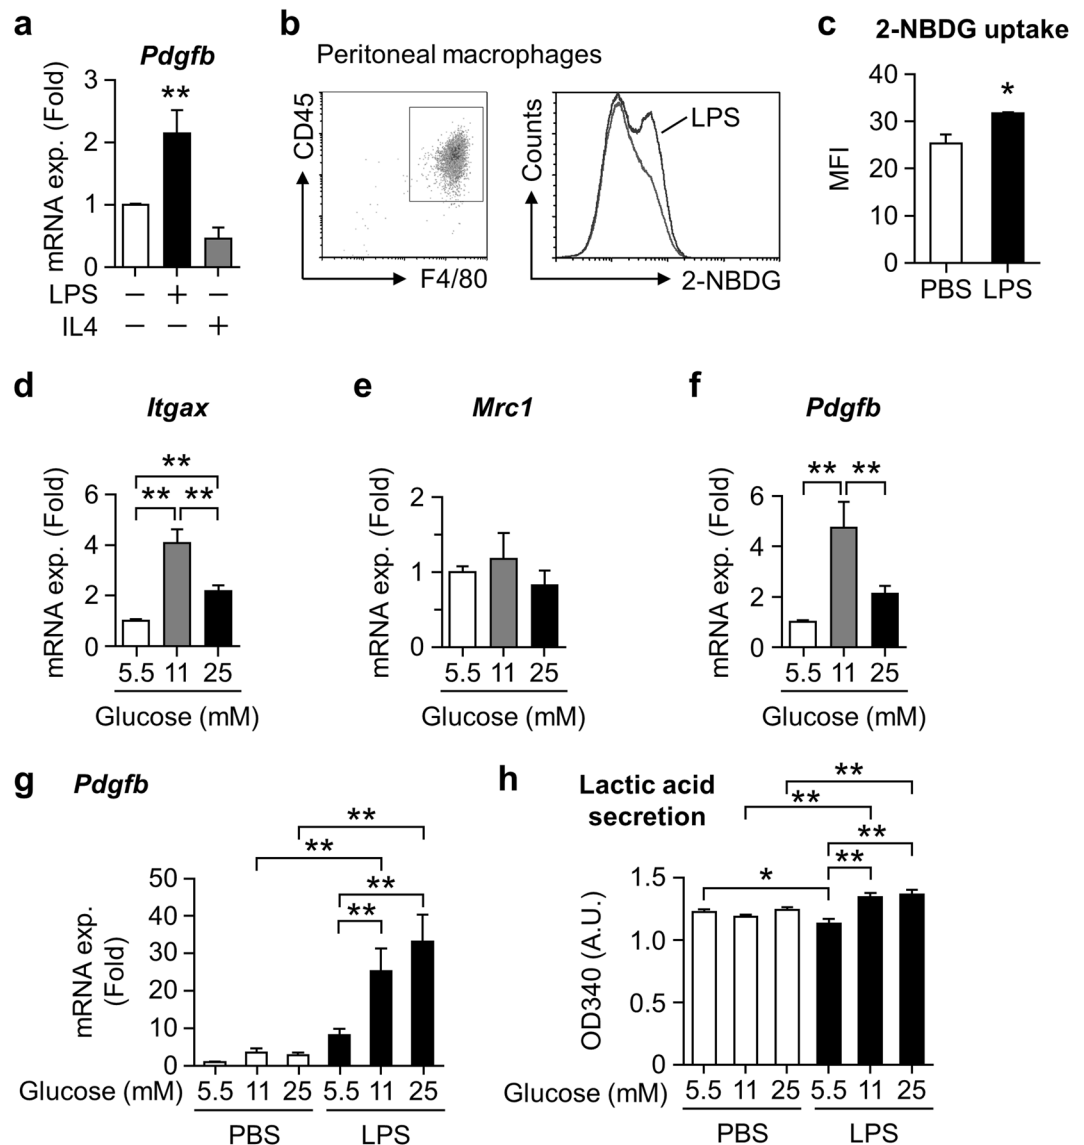 a
Pdgfb
mRNA exp. (Fold)
3
2
1
0
**
LPS − + −
IL4 − − +
b
Peritoneal macrophages
CD45
F4/80
Counts
LPS
2-NBDG
c
2-NBDG uptake
MFI
40
30
20
10
0
*
PBS LPS
d
Itgax
mRNA exp. (Fold)
**
** **
6
4
2
0
5.5 11 25
Glucose (mM)
e
Mrc1
mRNA exp. (Fold)
2
1
0
5.5 11 25
Glucose (mM)
f
Pdgfb
mRNA exp. (Fold)
** **
6
4
2
0
5.5 11 25
Glucose (mM)
g
Pdgfb
mRNA exp.
(Fold)
**
**
**
**
50
40
30
20
10
0
Glucose (mM) 5.5 11 25 5.5 11 25
PBS LPS
h
Lactic acid
secretion
OD340 (A.U.)
**
**
**
**
*
1.5
1.0
0.5
0
Glucose (mM) 5.5 11 25 5.5 11 25
PBS LPS